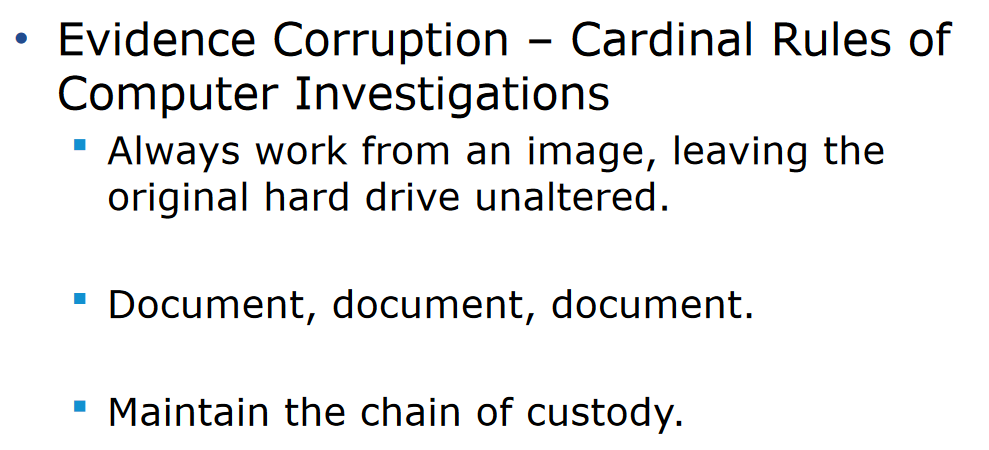 • Evidence Corruption – Cardinal Rules of
Computer Investigations
▪ Always work from an image, leaving the
original hard drive unaltered.
▪ Document, document, document.
▪ Maintain the chain of custody.